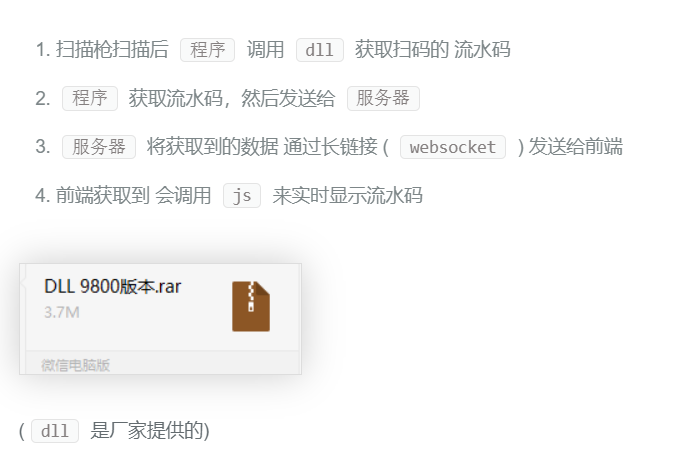 1. 扫描枪扫描后 程序 调用 dll 获取扫码的 流水码
2. 程序 获取流水码，然后发送给 服务器
3. 服务器 将获取到的数据 通过长链接 ( websocket ) 发送给前端
4. 前端获取到 会调用 js 来实时显示流水码
DLL 9800版本.rar
3.7M
微信电脑版
( dll 是厂家提供的)